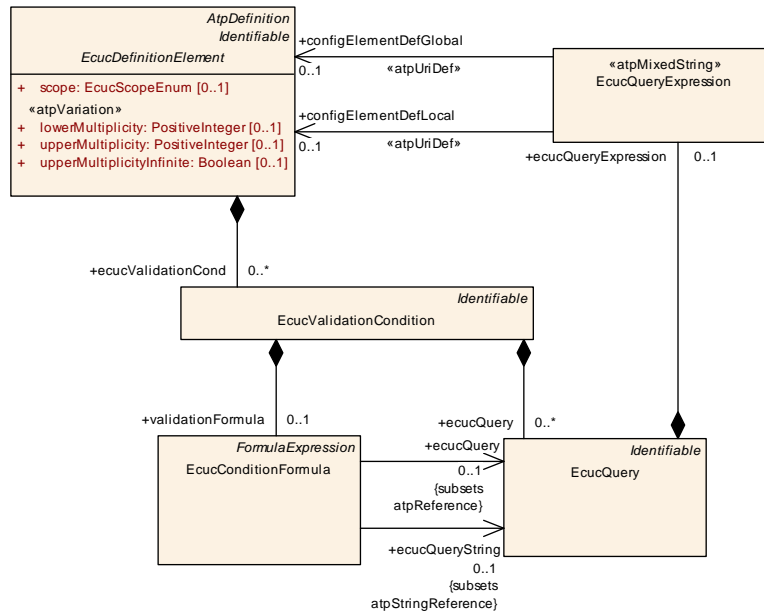 AtpDefinition
Identifiable
EcucDefinitionElement
+ scope: EcucScopeEnum [0..1]
«atpVariation»
+ lowerMultiplicity: PositiveInteger [0..1]
+ upperMultiplicity: PositiveInteger [0..1]
+ upperMultiplicityInfinite: Boolean [0..1]
+configElementDefGlobal
0..1
«atpUriDef»
+configElementDefLocal
0..1
«atpUriDef»
«atpMixedString»
EcucQueryExpression
+ecucQueryExpression
0..1
+ecucValidationCond
0..*
Identifiable
EcucValidationCondition
+validationFormula
0..1
+ecucQuery
0..*
FormulaExpression
EcucConditionFormula
+ecucQuery
0..1
{subsets
atpReference}
+ecucQueryString
0..1
{subsets
atpStringReference}
Identifiable
EcucQuery